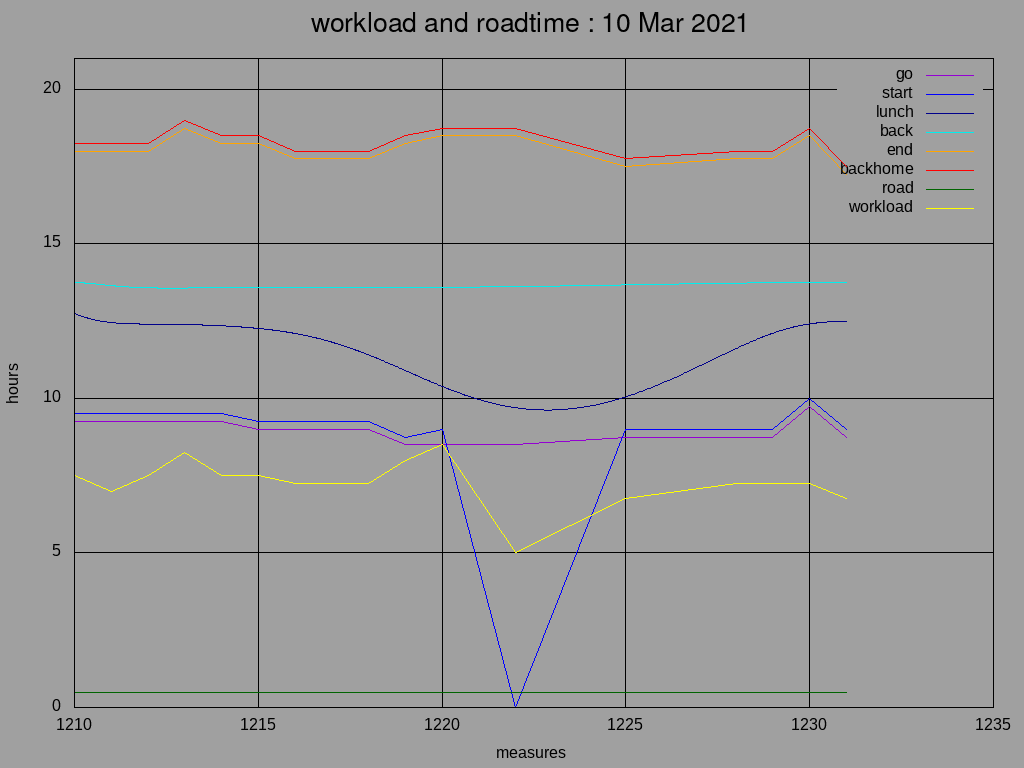 workload and roadtime : 10 Mar 2021
go
start
lunch
back
end
backhome
road
workload
20
15
10
5
0
hours
1210 1215 1220 1225 1230 1235
measures